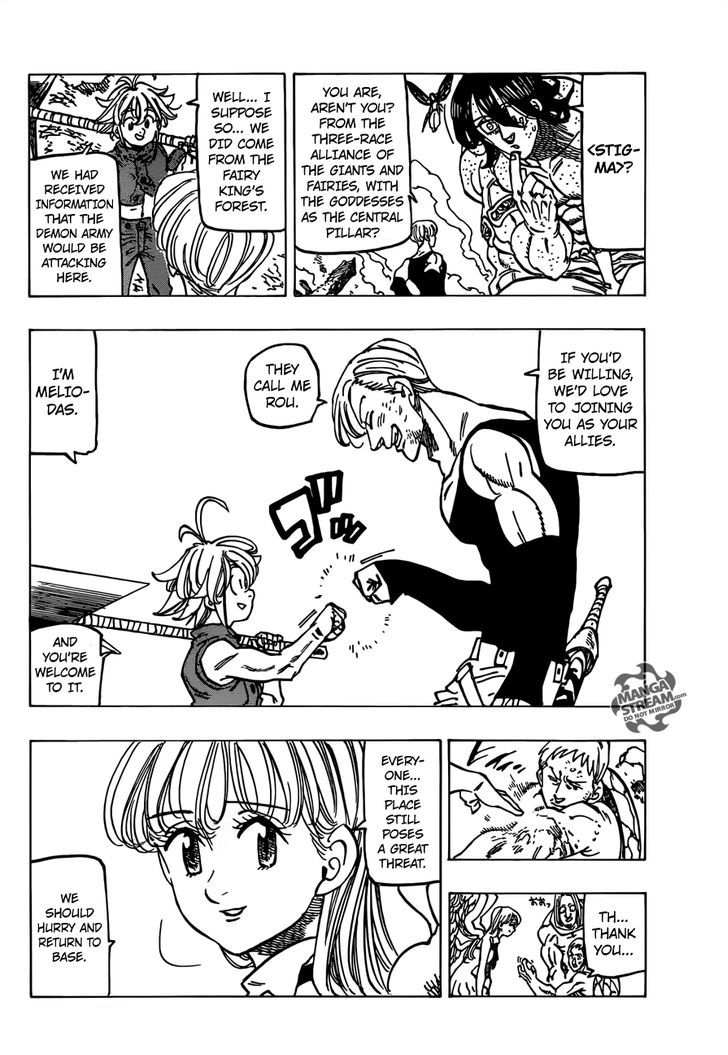 <STIG-
MA>?
YOU ARE,
AREN'T YOU?
FROM THE
THREE-RACE
ALLIANCE OF
THE GIANTS AND
FAIRIES, WITH
THE GODDESSES
AS THE CENTRAL
PILLAR?
WELL... I
SUPPOSE
SO... WE
DID COME
FROM THE
FAIRY
KING'S
FOREST.
WE HAD
RECEIVED
INFORMATION
THAT THE
DEMON ARMY
WOULD BE
ATTACKING
HERE.
IF YOU'D
BE WILLING,
WE'D LOVE
TO JOINING
YOU AS YOUR
ALLIES.
THEY
CALL ME
ROU.
I'M
MELIO-
DAS.
AND
YOU'RE
WELCOME
TO IT.
MANGA
STREAM.com
DO NOT MIRROR
TH...
THANK
YOU...
EVERY-
ONE...
THIS
PLACE
STILL
POSES
A GREAT
THREAT.
WE
SHOULD
HURRY AND
RETURN TO
BASE.